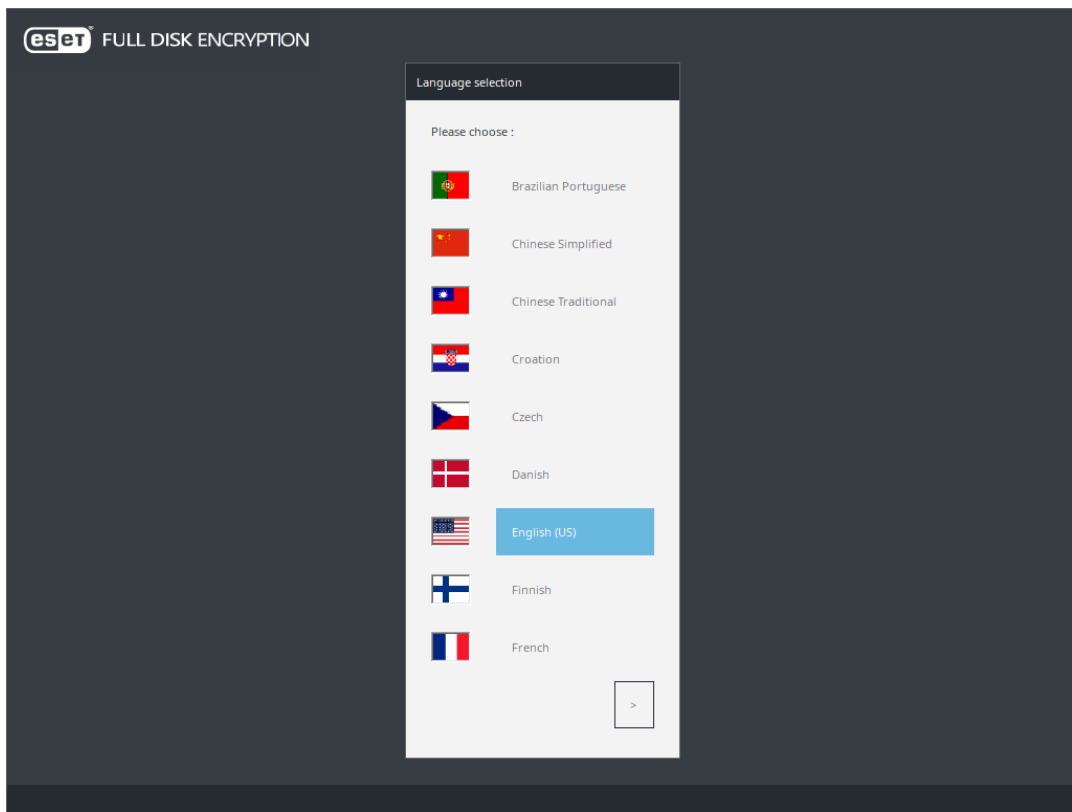 eset® FULL DISK ENCRYPTION
Language selection
Please choose :
Brazilian Portuguese
Chinese Simplified
Chinese Traditional
Croation
Czech
Danish
English (US)
Finnish
French
>